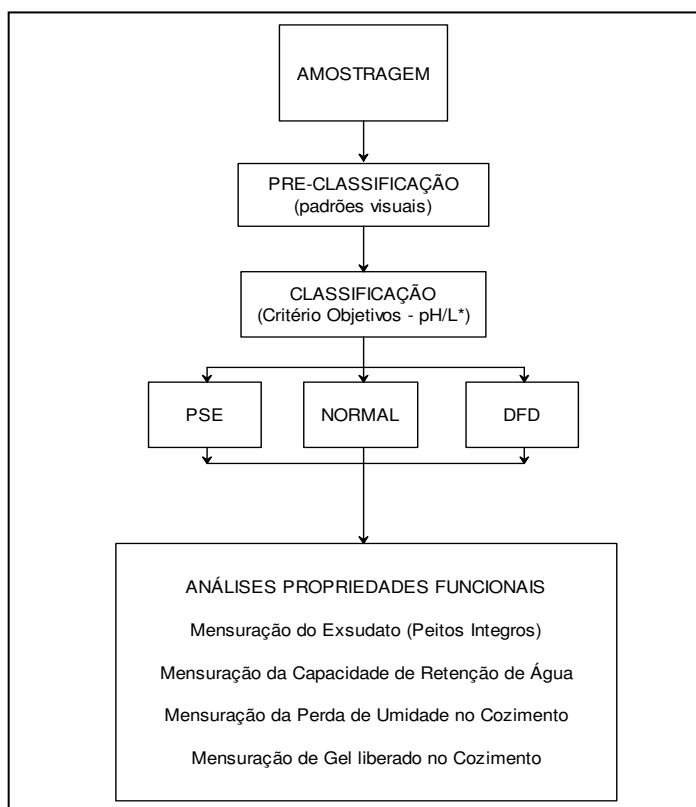 AMOSTRAGEM
PRE-CLASSIFICAÇÃO
(padrões visuais)
CLASSIFICAÇÃO
(Critério Objetivos - pH/L*)
PSE
NORMAL
DFD
ANÁLISES PROPRIEDADES FUNCIONAIS
Mensuração do Exsudato (Peitos Integros)
Mensuração da Capacidade de Retenção de Água
Mensuração da Perda de Umidade no Cozimento
Mensuração de Gel liberado no Cozimento